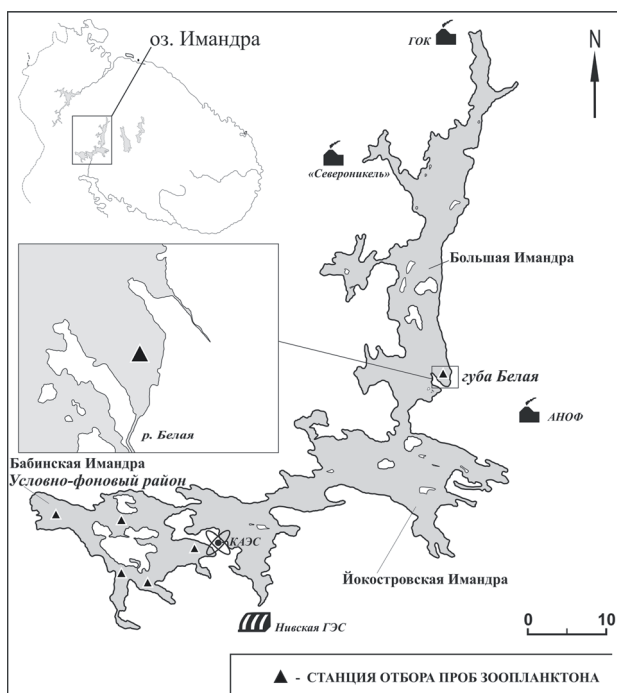 оз. Имандра
ГОК
N
«Североникель»
Большая Имандра
губа Белая
АНОФ
р. Белая
Бабинская Имандра
Условно-фоновый район
КАЭС
Йокостровская Имандра
Нивская ГЭС
0 10
- СТАНЦИЯ ОТБОРА ПРОБ ЗООПЛАНКТОНА